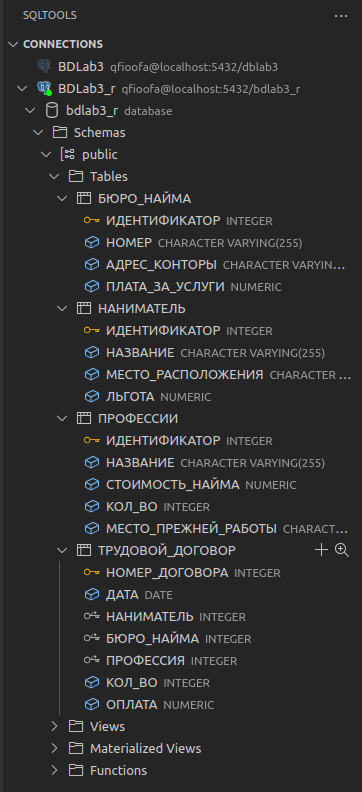 SQLTOOLS
CONNECTIONS
BDLab3 qfioofa@localhost:5432/dblab3
BDLab3_r qfioofa@localhost:5432/bdlab3_r
bdlab3_r database
Schemas
public
Tables
БЮРО_НАЙМА
ИДЕНТИФИКАТОР INTEGER
НОМЕР CHARACTER VARYING(255)
АДРЕС_КОНТОРЫ CHARACTER VARYIN...
ПЛАТА_ЗА_УСЛУГИ NUMERIC
НАНИМАТЕЛЬ
ИДЕНТИФИКАТОР INTEGER
НАЗВАНИЕ CHARACTER VARYING(255)
МЕСТО_РАСПОЛОЖЕНИЯ CHARACTER ...
ЛЬГОТА NUMERIC
ПРОФЕССИИ
ИДЕНТИФИКАТОР INTEGER
НАЗВАНИЕ CHARACTER VARYING(255)
СТОИМОСТЬ_НАЙМА NUMERIC
КОЛ_ВО INTEGER
МЕСТО_ПРЕЖНЕЙ_РАБОТЫ CHARACT...
ТРУДОВОЙ_ДОГОВОР
НОМЕР_ДОГОВОРА INTEGER
ДАТА DATE
НАНИМАТЕЛЬ INTEGER
БЮРО_НАЙМА INTEGER
ПРОФЕССИЯ INTEGER
КОЛ_ВО INTEGER
ОПЛАТА NUMERIC
Views
Materialized Views
Functions